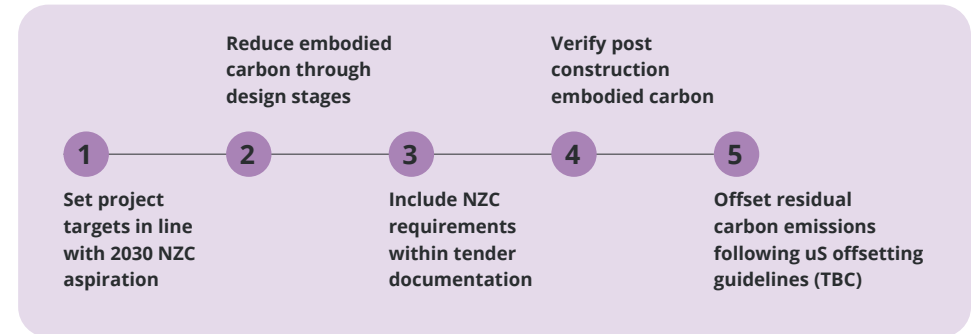 1
Set project
targets in line
with 2030 NZC
aspiration
Reduce embodied
carbon through
design stages
2
3
Include NZC
requirements
within tender
documentation
Verify post
construction
embodied carbon
4
5
Offset residual
carbon emissions
following uS offsetting
guidelines (TBC)